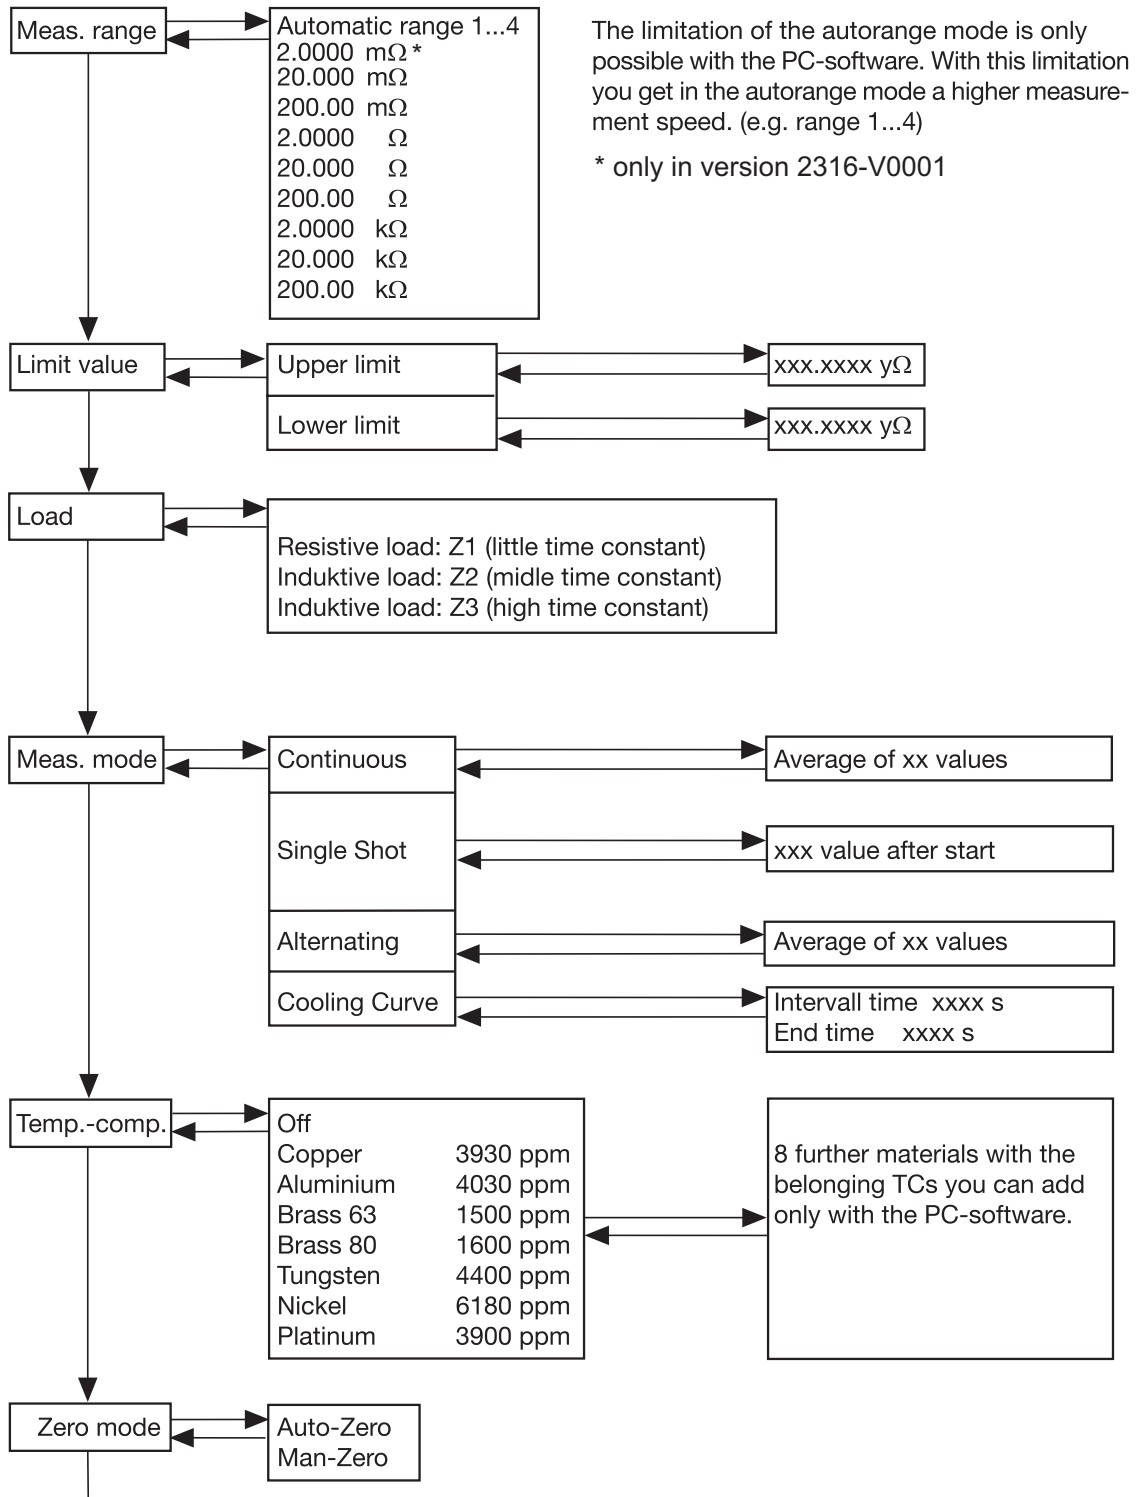 Meas. range
Automatic range 1...4
2.0000 mΩ *
20.000 mΩ
200.00 mΩ
2.0000 Ω
20.000 Ω
200.00 Ω
2.0000 kΩ
20.000 kΩ
200.00 kΩ
The limitation of the autorange mode is only
possible with the PC-software. With this limitation
you get in the autorange mode a higher measure-
ment speed. (e.g. range 1...4)
* only in version 2316-V0001
Limit value
Upper limit
xxx.xxxx yΩ
Lower limit
xxx.xxxx yΩ
Load
Resistive load: Z1 (little time constant)
Induktive load: Z2 (midle time constant)
Induktive load: Z3 (high time constant)
Meas. mode
Continuous
Average of xx values
Single Shot
xxx value after start
Alternating
Average of xx values
Cooling Curve
Intervall time xxxx s
End time xxxx s
Temp.-comp.
Off
Copper 3930 ppm
Aluminium 4030 ppm
Brass 63 1500 ppm
Brass 80 1600 ppm
Tungsten 4400 ppm
Nickel 6180 ppm
Platinum 3900 ppm
8 further materials with the
belonging TCs you can add
only with the PC-software.
Zero mode
Auto-Zero
Man-Zero